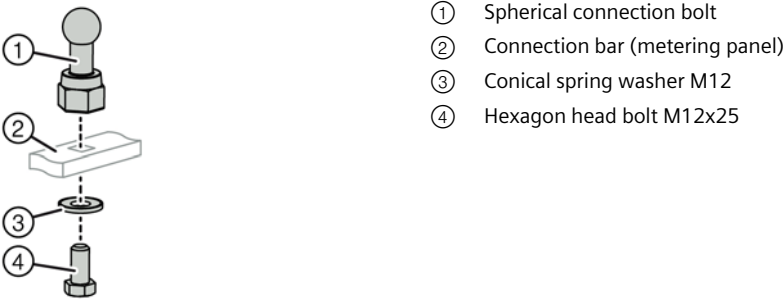 ① Spherical connection bolt
② Connection bar (metering panel)
③ Conical spring washer M12
④ Hexagon head bolt M12x25
①
②
③
④